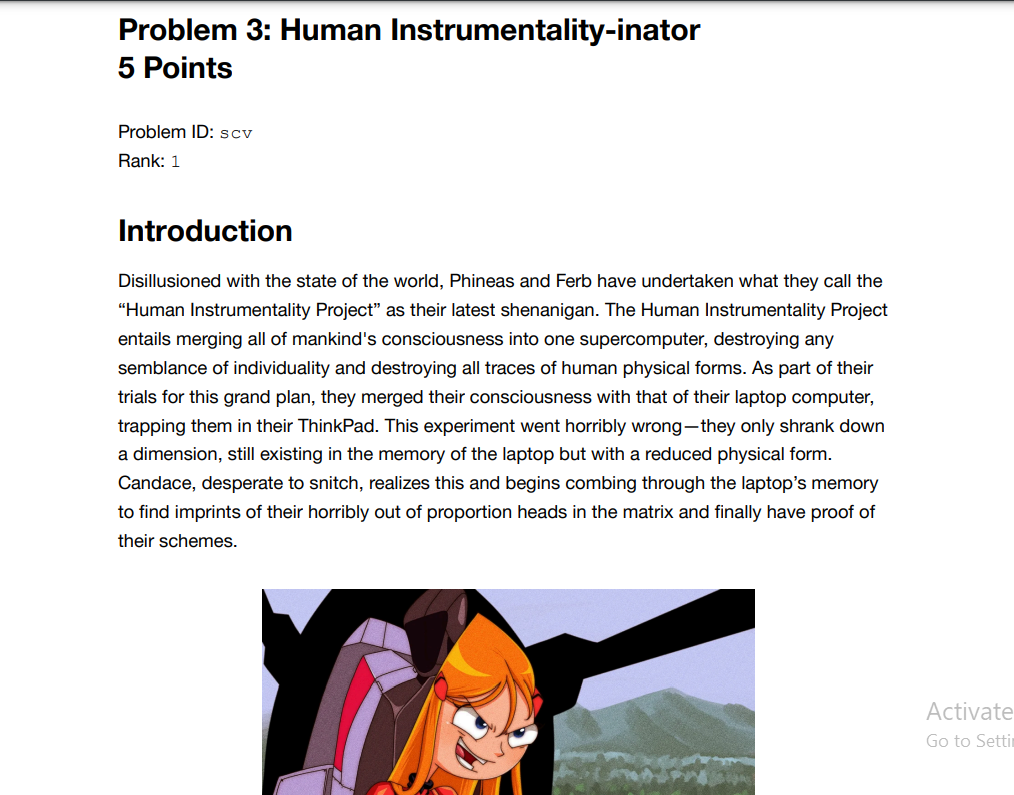 Problem 3: Human Instrumentality-inator
5 Points
Problem ID: scv
Rank: 1
Introduction
Disillusioned with the state of the world, Phineas and Ferb have undertaken what they call the
“Human Instrumentality Project” as their latest shenanigan. The Human Instrumentality Project
entails merging all of mankind's consciousness into one supercomputer, destroying any
semblance of individuality and destroying all traces of human physical forms. As part of their
trials for this grand plan, they merged their consciousness with that of their laptop computer,
trapping them in their ThinkPad. This experiment went horribly wrong—they only shrank down
a dimension, still existing in the memory of the laptop but with a reduced physical form.
Candace, desperate to snitch, realizes this and begins combing through the laptop’s memory
to find imprints of their horribly out of proportion heads in the matrix and finally have proof of
their schemes.
Activate
Go to Setti